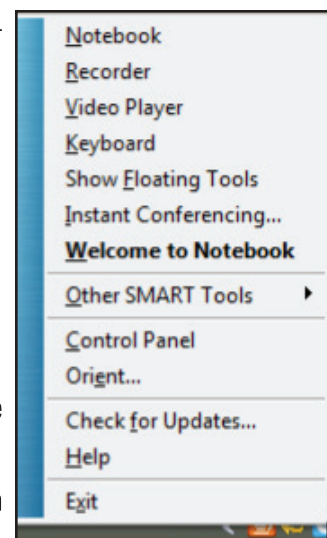 Notebook
Recorder
Video Player
Keyboard
Show Floating Tools
Instant Conferencing...
Welcome to Notebook
Other SMART Tools
Control Panel
Orient...
Check for Updates...
Help
Exit